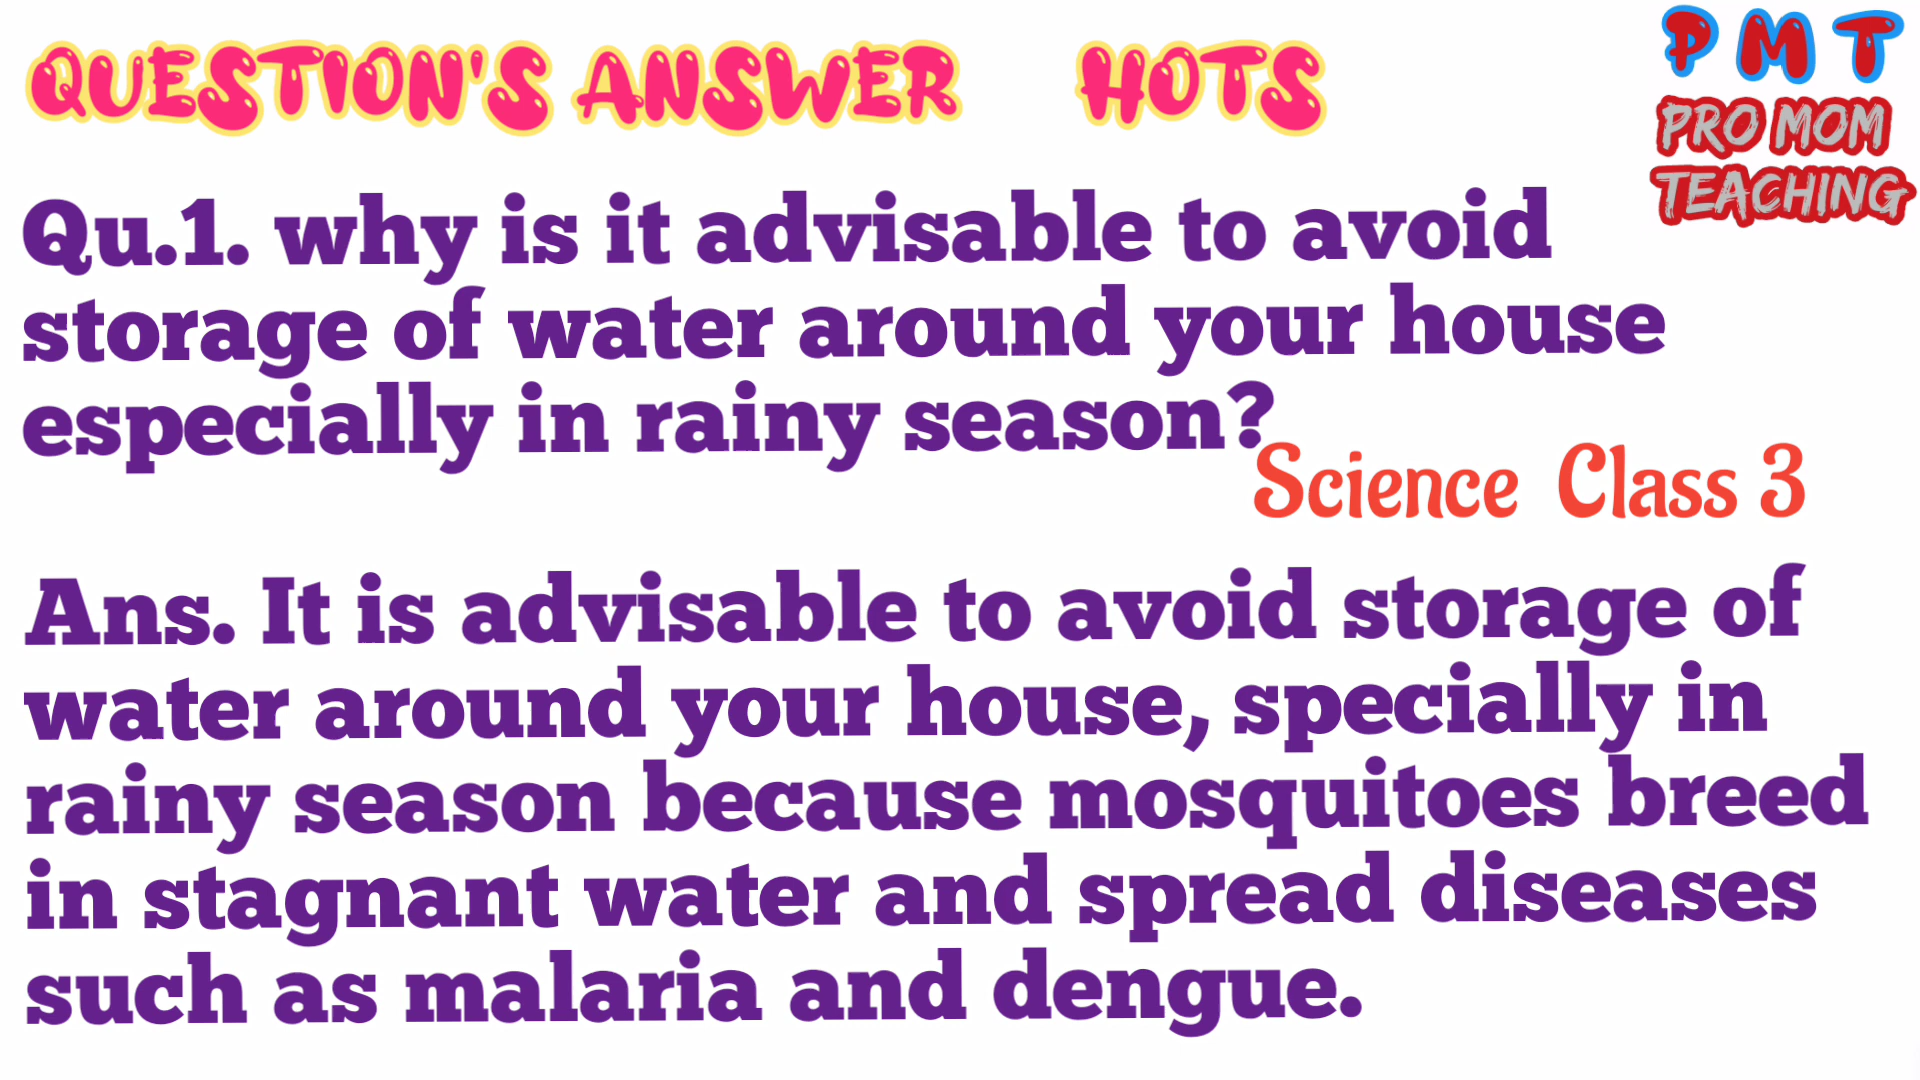 QUESTION'S ANSWER HOTS
P M T
PRO MOM
TEACHING
Qu.1. why is it advisable to avoid
storage of water around your house
especially in rainy season?
Science Class 3
Ans. It is advisable to avoid storage of
water around your house, specially in
rainy season because mosquitoes breed
in stagnant water and spread diseases
such as malaria and dengue.